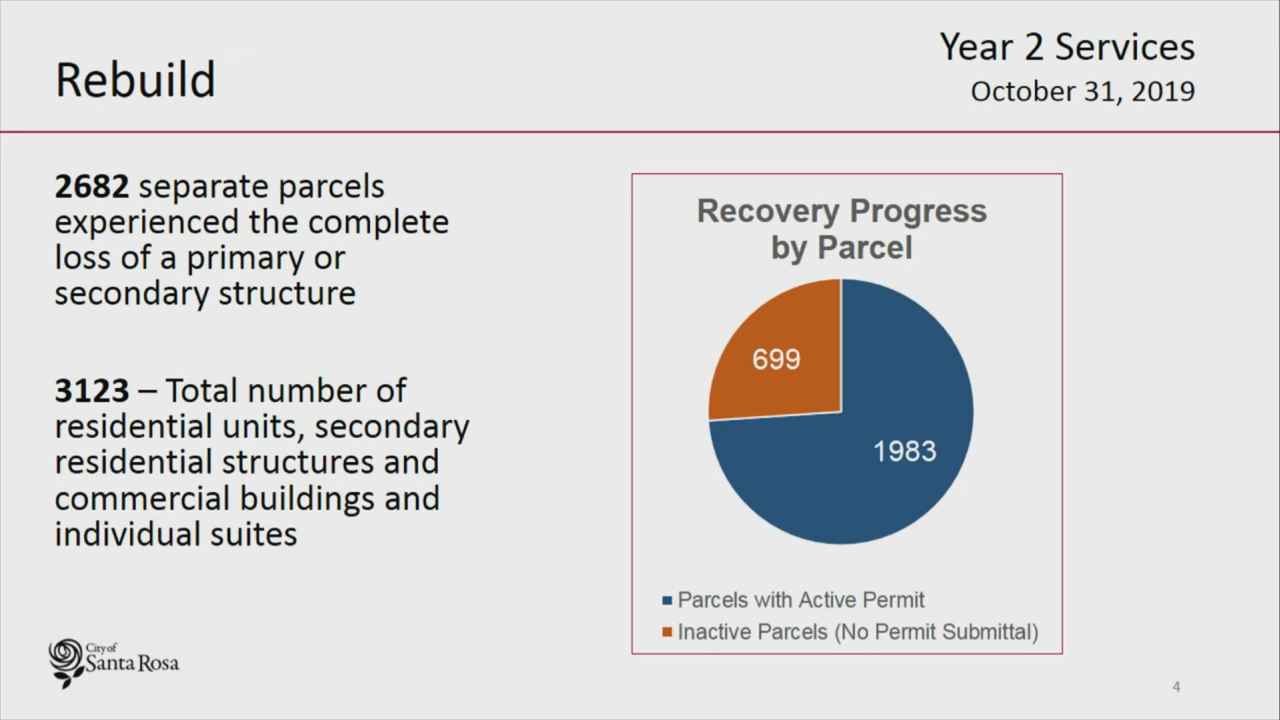 Rebuild
Year 2 Services
October 31, 2019
2682 separate parcels
experienced the complete
loss of a primary or
secondary structure
3123 – Total number of
residential units, secondary
residential structures and
commercial buildings and
individual suites
Recovery Progress
by Parcel
699
1983
Parcels with Active Permit
Inactive Parcels (No Permit Submittal)
City of
Santa Rosa
4